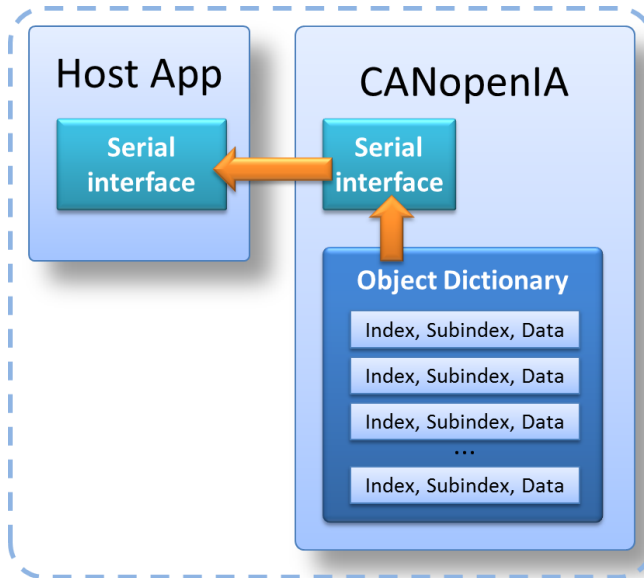 Host App
Serial
interface
CANopenIA
Serial
interface
Object Dictionary
Index, Subindex, Data
Index, Subindex, Data
Index, Subindex, Data
...
Index, Subindex, Data